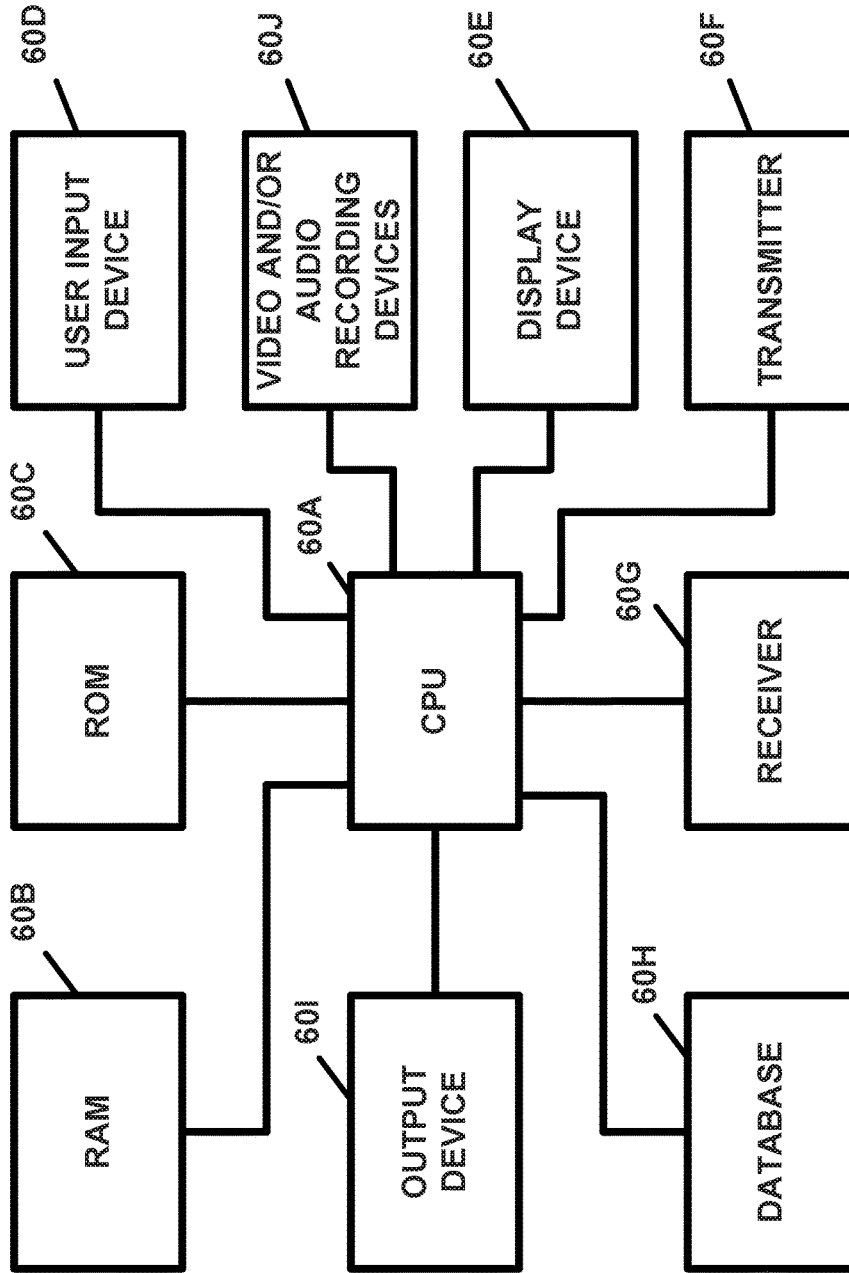 60B
RAM
60C
ROM
60D
USER INPUT
DEVICE
60I
OUTPUT
DEVICE
60A
CPU
60J
VIDEO AND/OR
AUDIO
RECORDING
DEVICES
60E
DISPLAY
DEVICE
60H
DATABASE
60G
RECEIVER
60F
TRANSMITTER